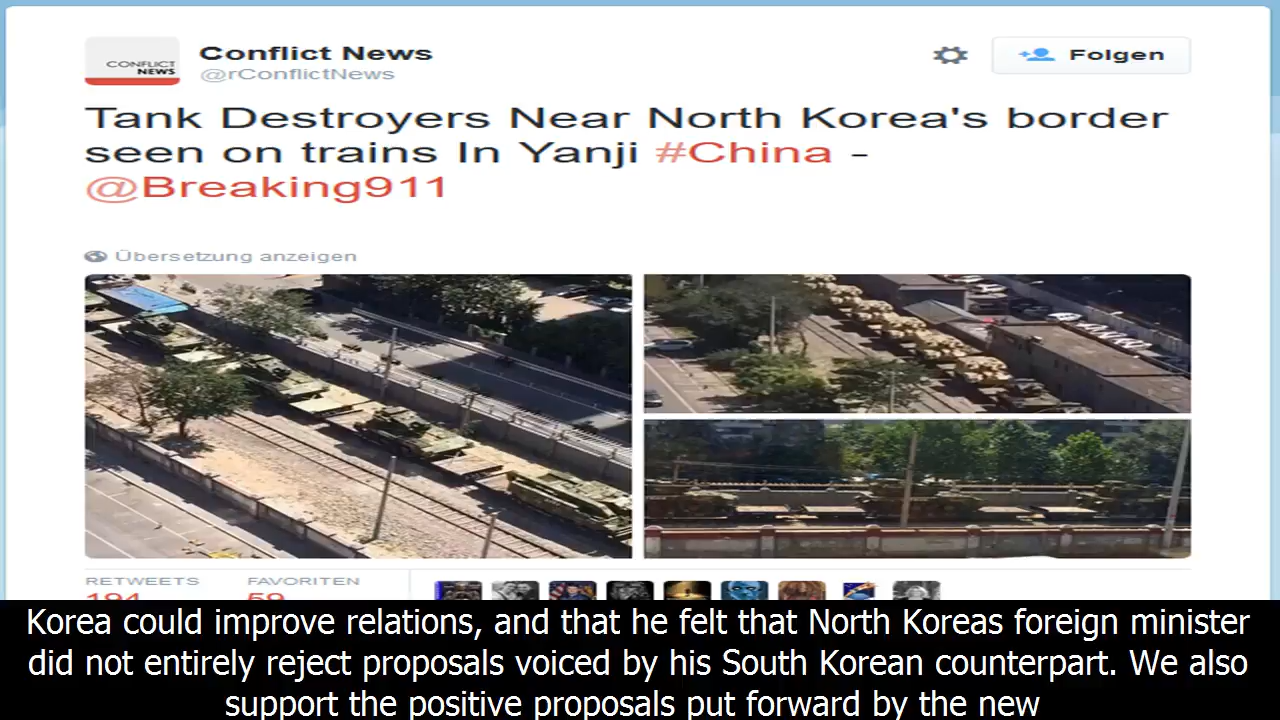 CONFLICT
NEWS
Conflict News
@rConflictNews
Folgen
Tank Destroyers Near North Korea's border
seen on trains In Yanji #China -
@Breaking911
Übersetzung anzeigen
RETWEETS FAVORITEN
194 59
Korea could improve relations, and that he felt that North Koreas foreign minister
did not entirely reject proposals voiced by his South Korean counterpart. We also
support the positive proposals put forward by the new